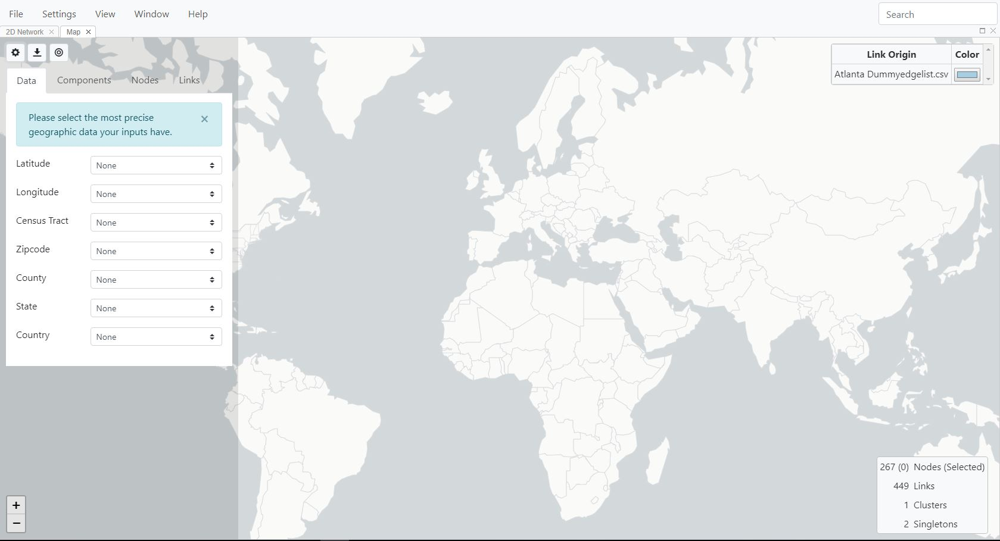 File Settings View Window Help Search
2D Network Map
Link Origin Color
Atlanta Dummyedgelist.csv
Data Components Nodes Links
Please select the most precise
geographic data your inputs have.
Latitude None
Longitude None
Census Tract None
Zipcode None
County None
State None
Country None
267 (0) Nodes (Selected)
449 Links
1 Clusters
2 Singletons